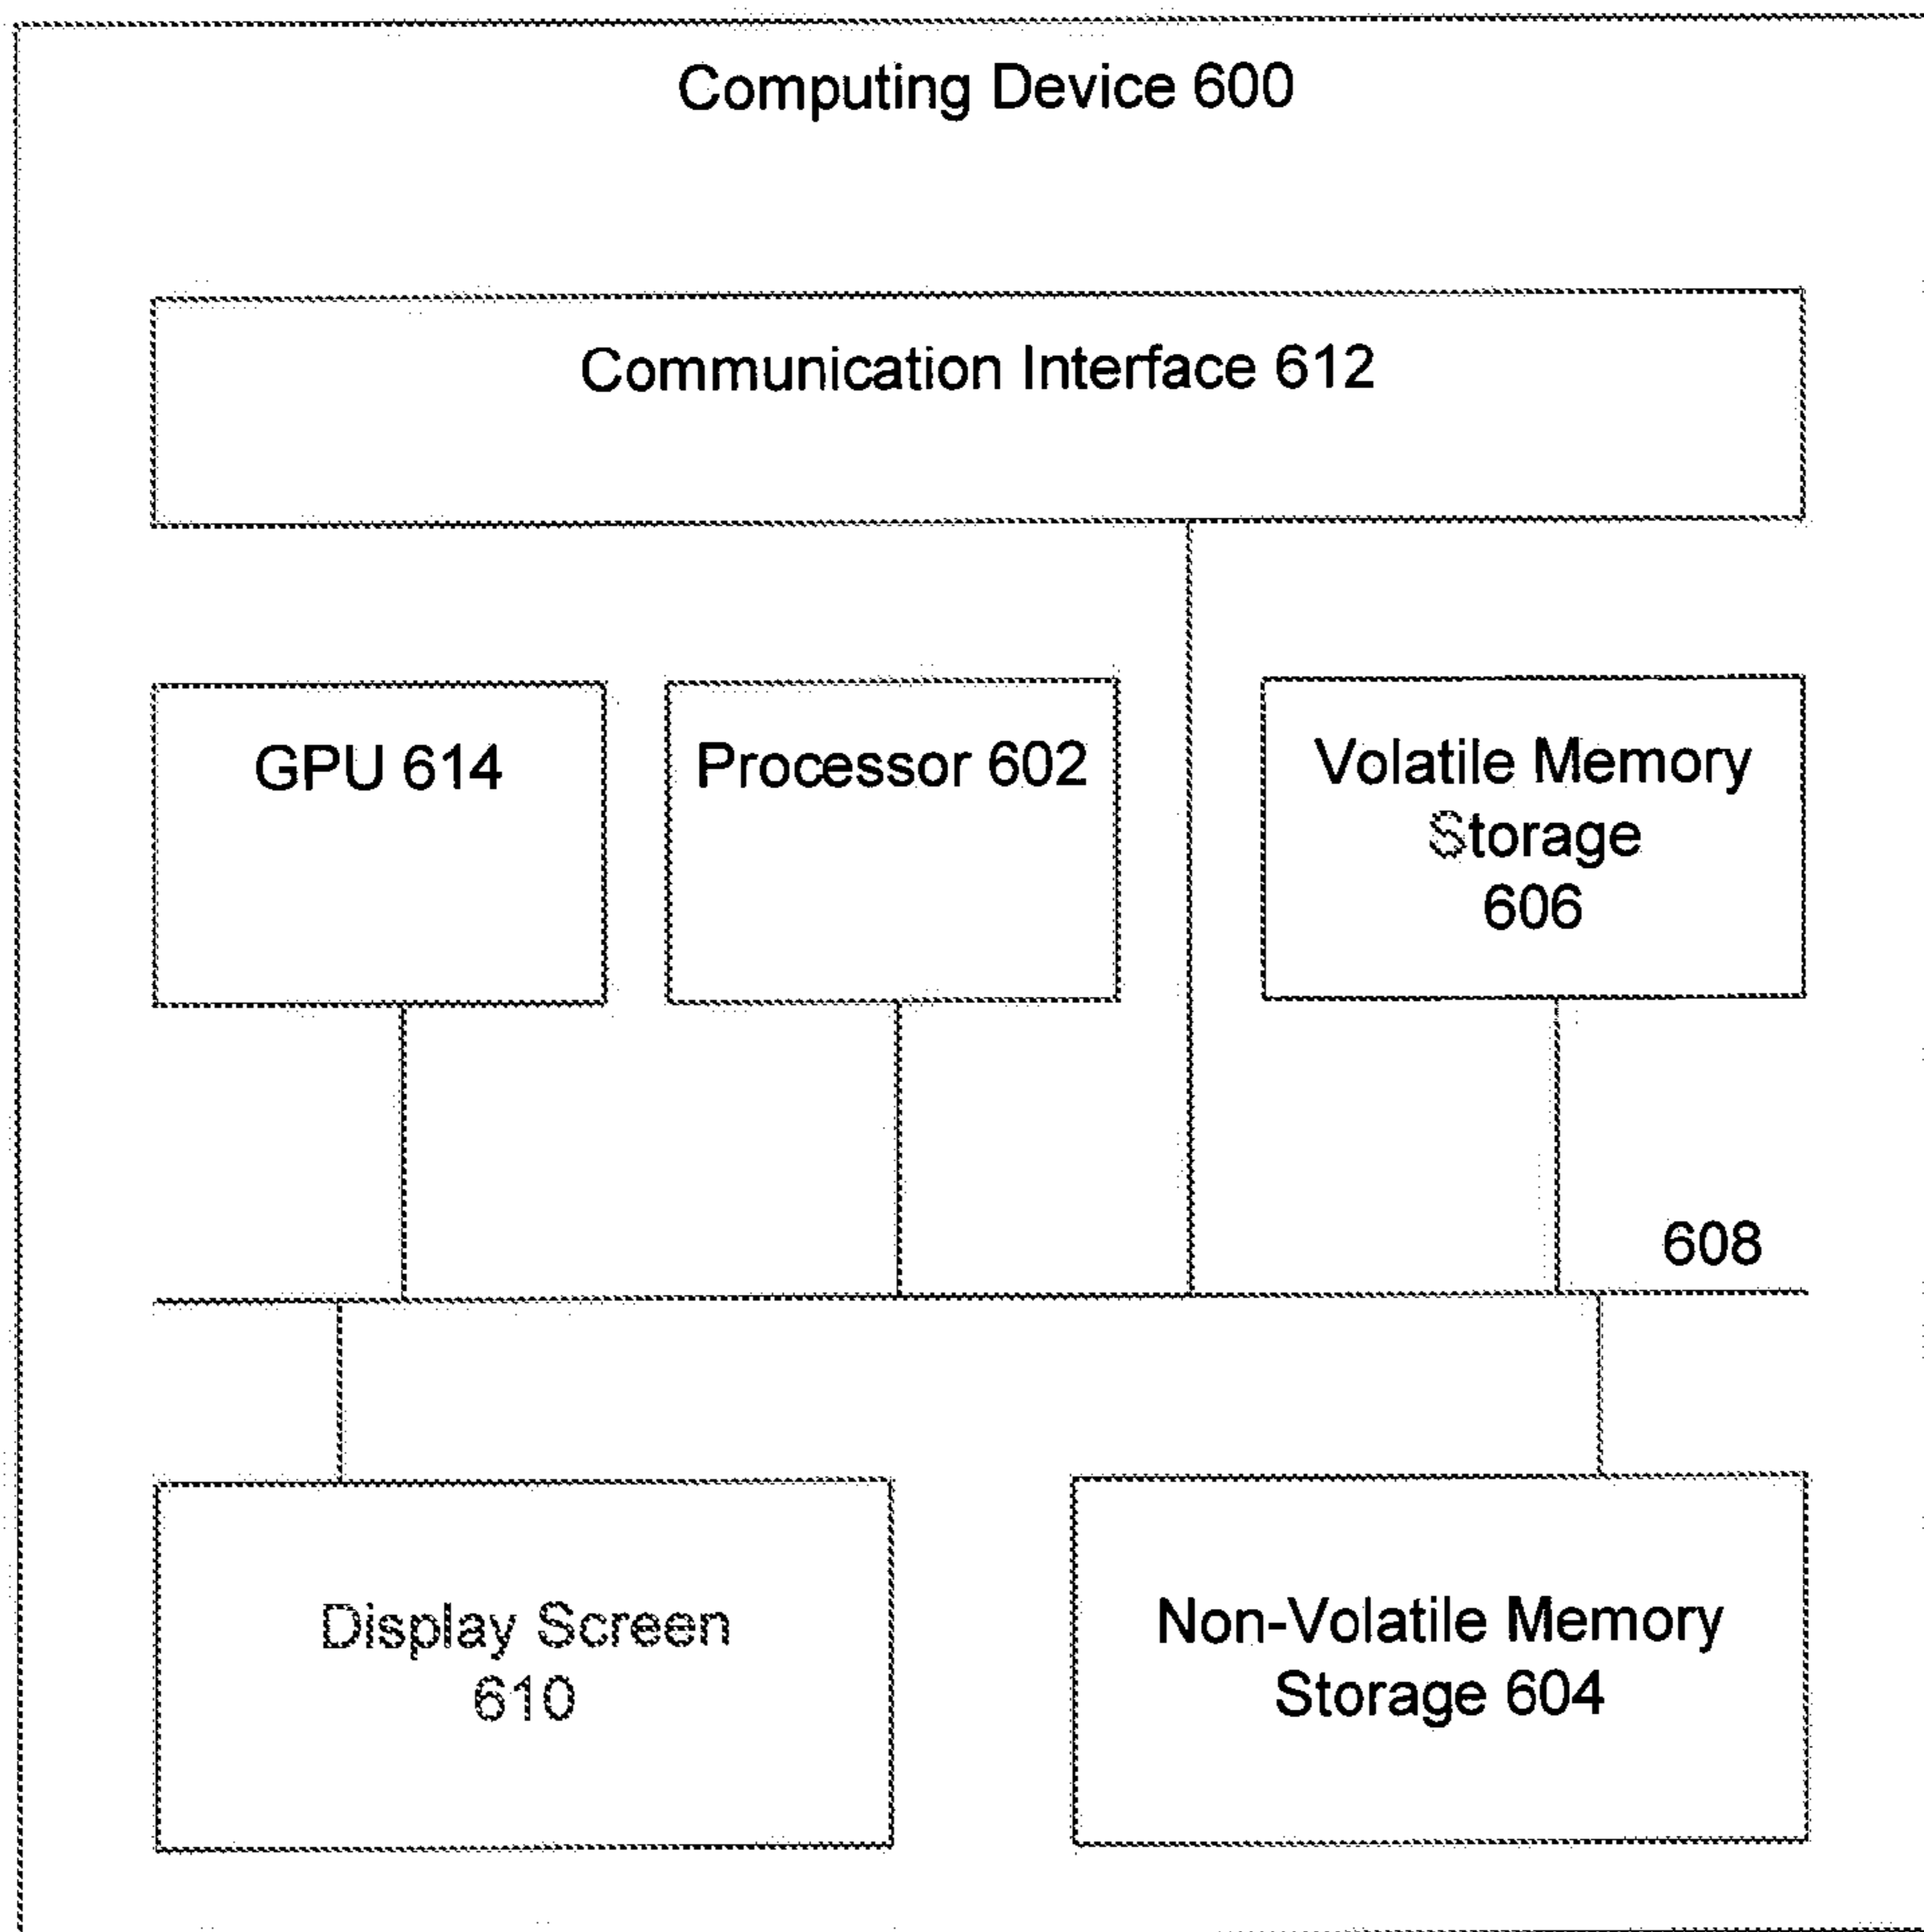 Computing Device 600
Communication Interface 612
GPU 614
Processor 602
Volatile Memory
Storage
606
608
Display Screen
610
Non-Volatile Memory
Storage 604